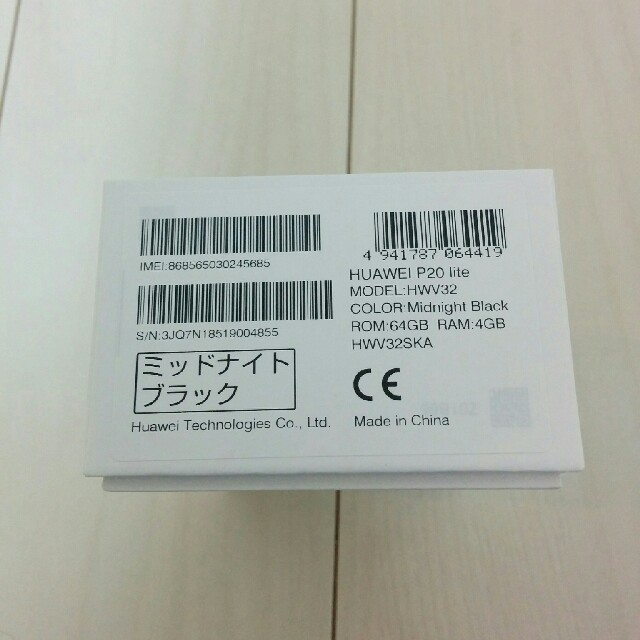 IMEI:868565030245685
S/N:3JQ7N18519004855
ミッドナイト
ブラック
Huawei Technologies Co., Ltd.
4 941787 064419
HUAWEI P20 lite
MODEL:HWV32
COLOR:Midnight Black
ROM:64GB RAM:4GB
HWV32SKA
CE
Made in China